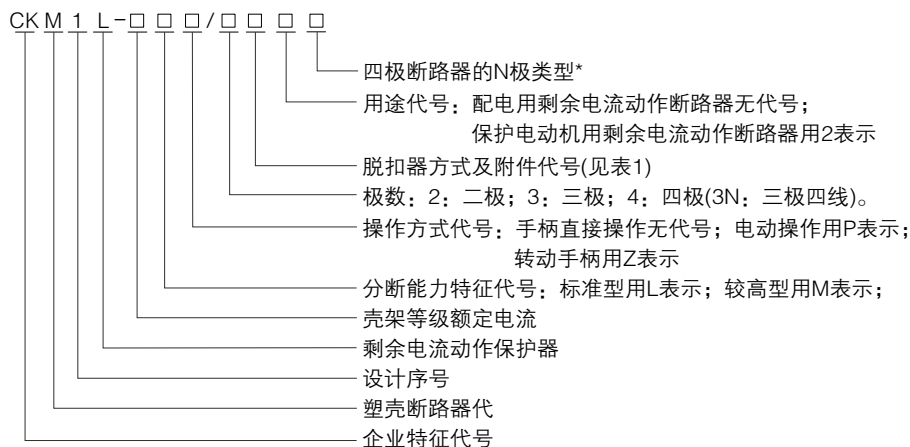 CK M 1 L-□ □ □/□ □ □ □
四极断路器的N极类型*
用途代号：配电用剩余电流动作断路器无代号；
保护电动机用剩余电流动作断路器用2表示
脱扣器方式及附件代号(见表1)
极数：2：二极；3：三极；4：四极(3N：三极四线)。
操作方式代号：手柄直接操作无代号；电动操作用P表示；
转动手柄用Z表示
分断能力特征代号：标准型用L表示；较高型用M表示；
壳架等级额定电流
剩余电流动作保护器
设计序号
塑壳断路器代
企业特征代号